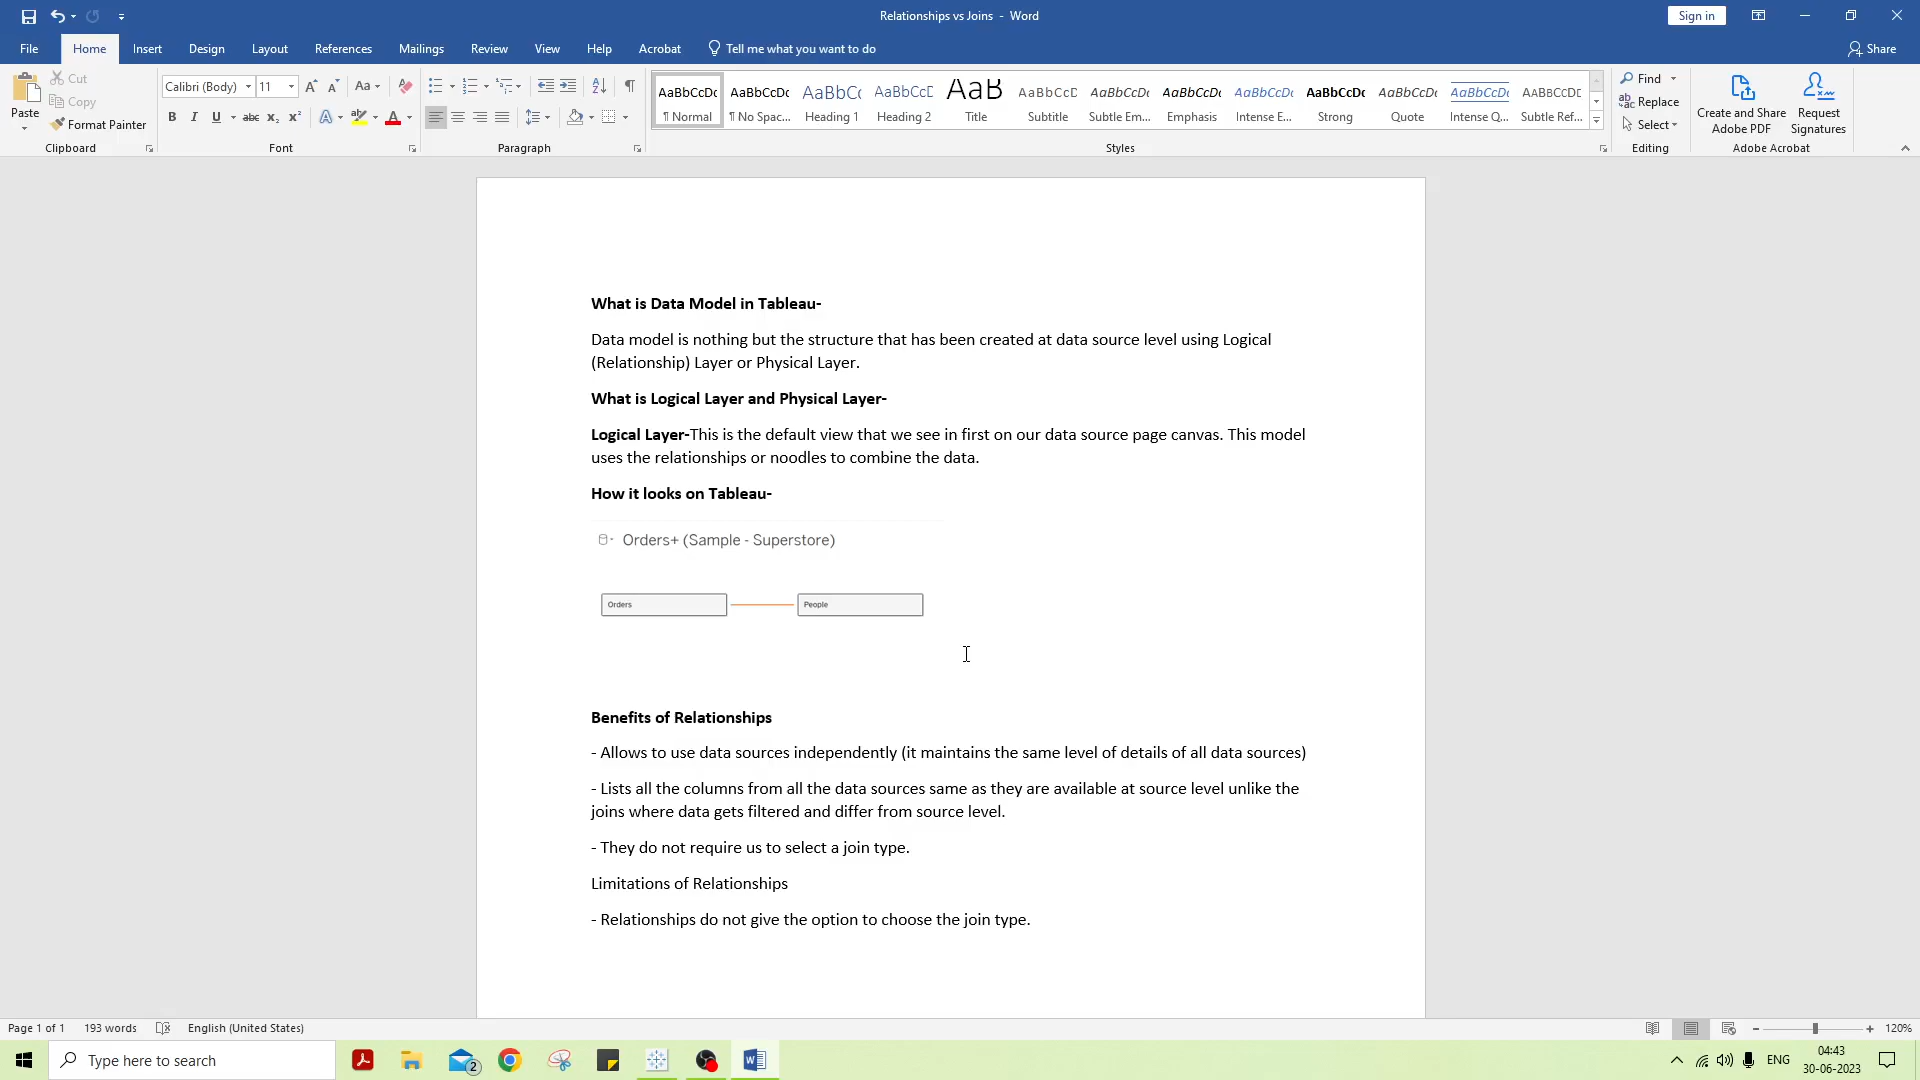 Relationships vs Joins - Word
Sign in
File Home Insert Design Layout References Mailings Review View Help Acrobat Tell me what you want to do Share
Paste
Cut
Copy
Format Painter
Clipboard
Calibri (Body) 11
Font
Paragraph
AaBbCcDc AaBbCcDc AaBbCc AaBbCcD AaB AaBbCcD AaBbCcDc AaBbCcDc AaBbCcDc AaBbCcDc AaBbCcDc AaBbCcDc AABBCCDC
¶ Normal ¶ No Spac... Heading 1 Heading 2 Title Subtitle Subtle Em... Emphasis Intense E... Strong Quote Intense Q... Subtle Ref...
Styles
Find
Replace
Select
Editing
Create and Share Adobe PDF
Request Signatures
Adobe Acrobat
What is Data Model in Tableau-
Data model is nothing but the structure that has been created at data source level using Logical
(Relationship) Layer or Physical Layer.
What is Logical Layer and Physical Layer-
Logical Layer-This is the default view that we see in first on our data source page canvas. This model
uses the relationships or noodles to combine the data.
How it looks on Tableau-
Orders+ (Sample - Superstore)
Orders People
Benefits of Relationships
- Allows to use data sources independently (it maintains the same level of details of all data sources)
- Lists all the columns from all the data sources same as they are available at source level unlike the
joins where data gets filtered and differ from source level.
- They do not require us to select a join type.
Limitations of Relationships
- Relationships do not give the option to choose the join type.
Page 1 of 1 193 words English (United States) 120%
Type here to search
2
ENG
04:43
30-06-2023